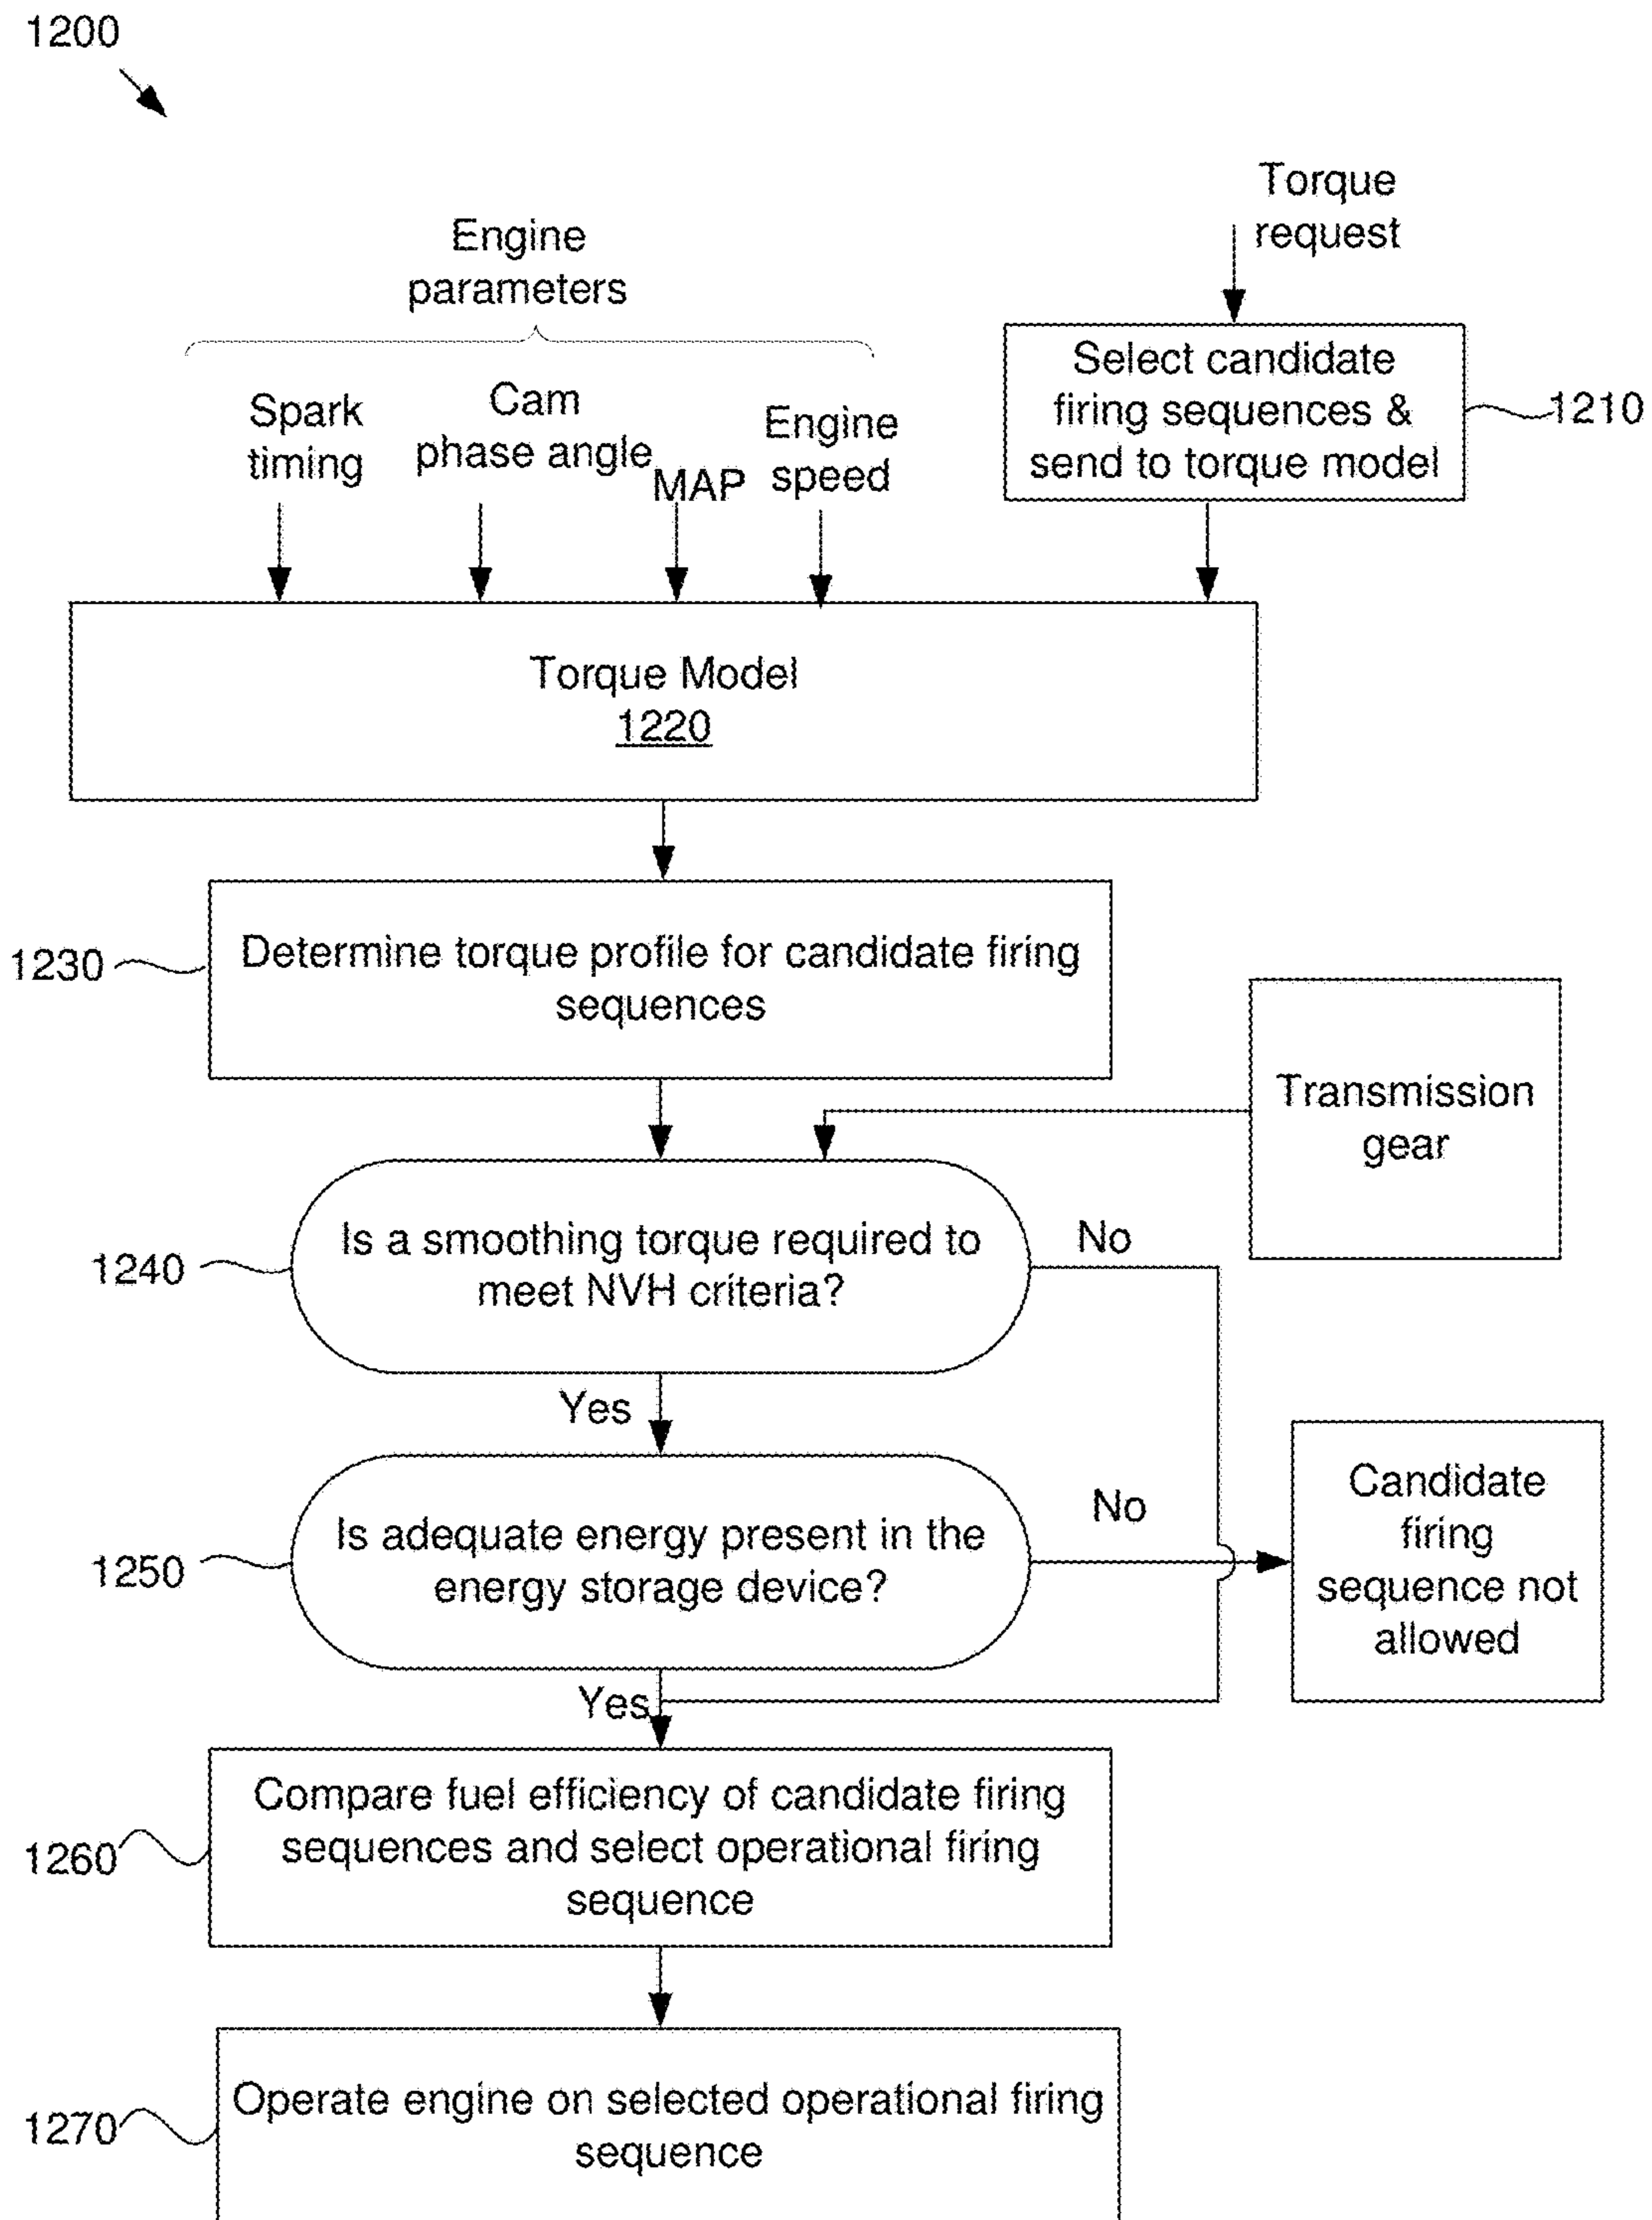 1200
Torque
request
Engine
parameters
Select candidate
firing sequences &
send to torque model
1210
Spark
timing
Cam
phase angle
MAP
Engine
speed
Torque Model
1220
1230
Determine torque profile for candidate firing
sequences
Transmission
gear
1240
Is a smoothing torque required to
meet NVH criteria?
No
Yes
1250
Is adequate energy present in the
energy storage device?
No
Candidate
firing
sequence not
allowed
Yes
1260
Compare fuel efficiency of candidate firing
sequences and select operational firing
sequence
1270
Operate engine on selected operational firing
sequence